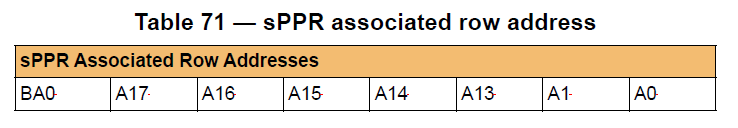 Table 71 — sPPR associated row address
sPPR Associated Row Addresses
BA0 A17 A16 A15 A14 A13 A1 A0